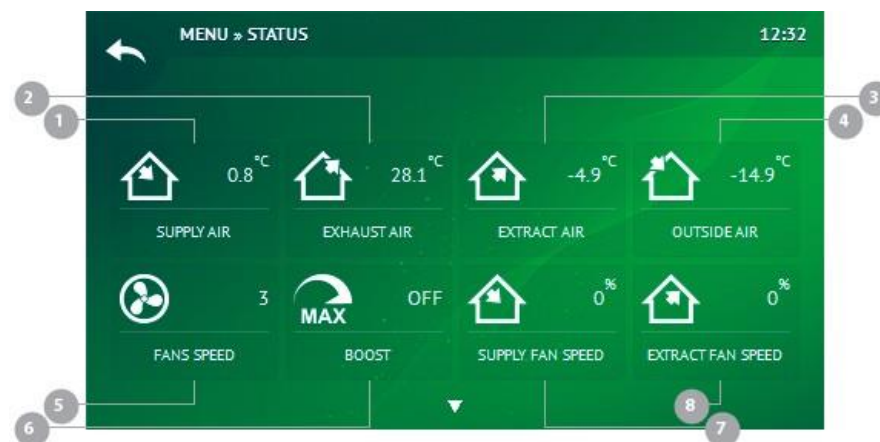 MENU » STATUS 12:32
2
1
3
4
0.8 °C
28.1 °C
-4.9 °C
-14.9 °C
SUPPLY AIR
EXHAUST AIR
EXTRACT AIR
OUTSIDE AIR
3
MAX
OFF
0 %
0 %
FANS SPEED
BOOST
SUPPLY FAN SPEED
EXTRACT FAN SPEED
5
8
6
7